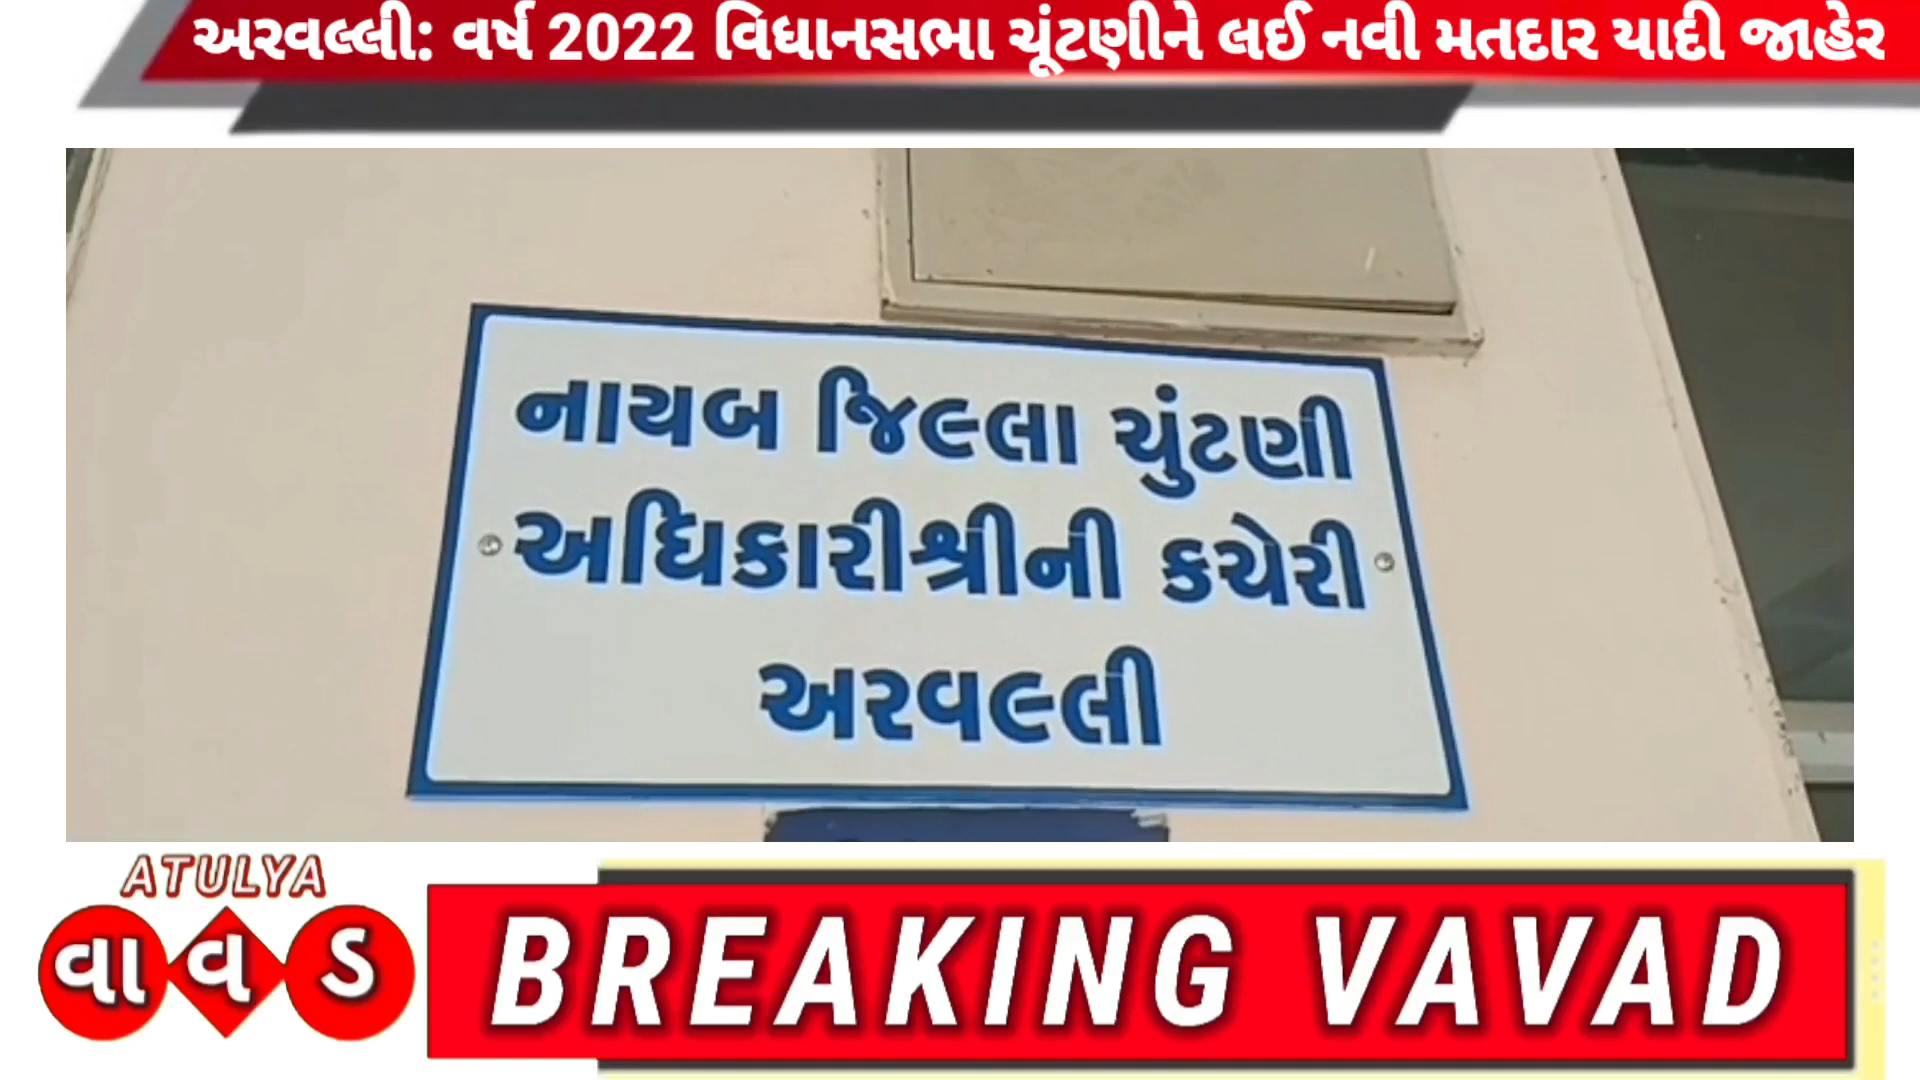 અરવલ્લી: વર્ષ 2022 વિધાનસભા ચૂંટણીને લઈ નવી મતદાર યાદી જાહેર
નાયબ જિલ્લા ચુંટણી
અધિકારીશ્રીની કચેરી
અરવલ્લી
ATULYA
વાવડ
BREAKING VAVAD